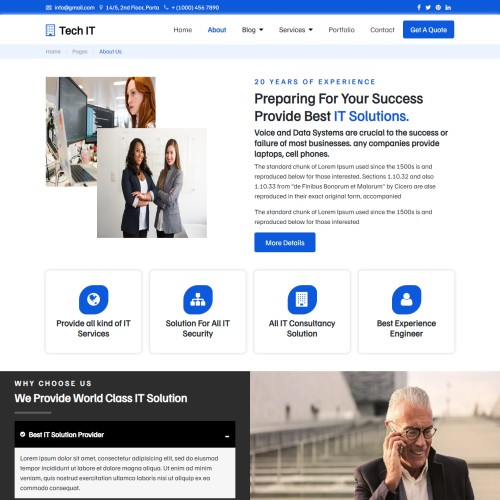 info@gmail.com 14/5, 2nd Floor, Porta + (1000) 456 7890
Tech IT
Home About Blog Services Portfolio Contact Get A Quote
Home Pages About Us
20 YEARS OF EXPERIENCE
Preparing For Your Success
Provide Best IT Solutions.
Voice and Data Systems are crucial to the success or
failure of most businesses. any companies provide
laptops, cell phones.
The standard chunk of Lorem Ipsum used since the 1500s is and
reproduced below for those interested. Sections 1.10.32 and also
1.10.33 from "de Finibus Bonorum et Malorum" by Cicero are also
reproduced in their exact original form, accompanied
The standard chunk of Lorem Ipsum used since the 1500s is and
reproduced below for those interested
More Details
Provide all kind of IT
Services
Solution For All IT
Security
All IT Consultancy
Solution
Best Experience
Engineer
WHY CHOOSE US
We Provide World Class IT Solution
Best IT Solution Provider
Lorem ipsum dolor sit amet, consectetur adipiscing elit, sed do
eiusmod tempor incididunt ut labore et dolore magna aliqua. Ut enim ad
minim veniam, quis nostrud exercitation ullamco laboris nisi ut aliquip
commodo consequat.